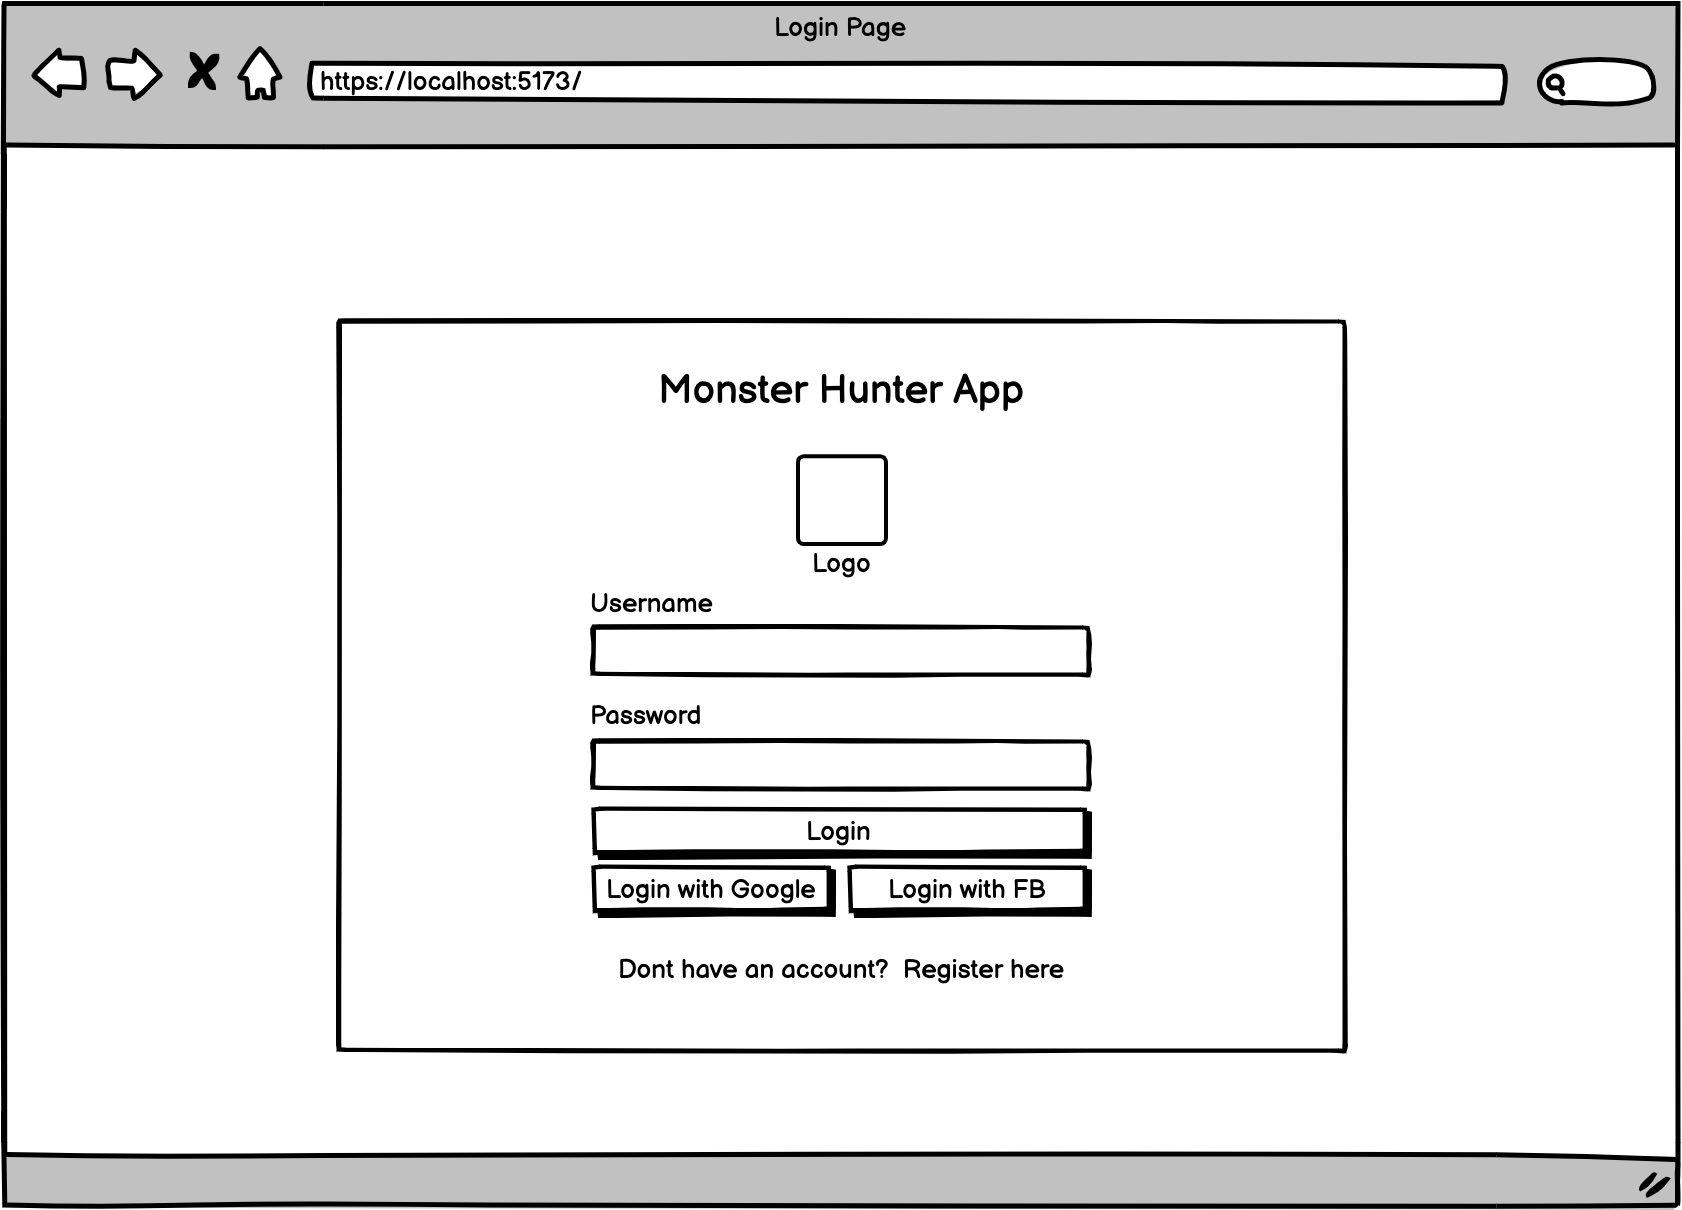 Login Page
https://localhost:5173/
Monster Hunter App
Logo
Username
Password
Login
Login with Google
Login with FB
Dont have an account? Register here